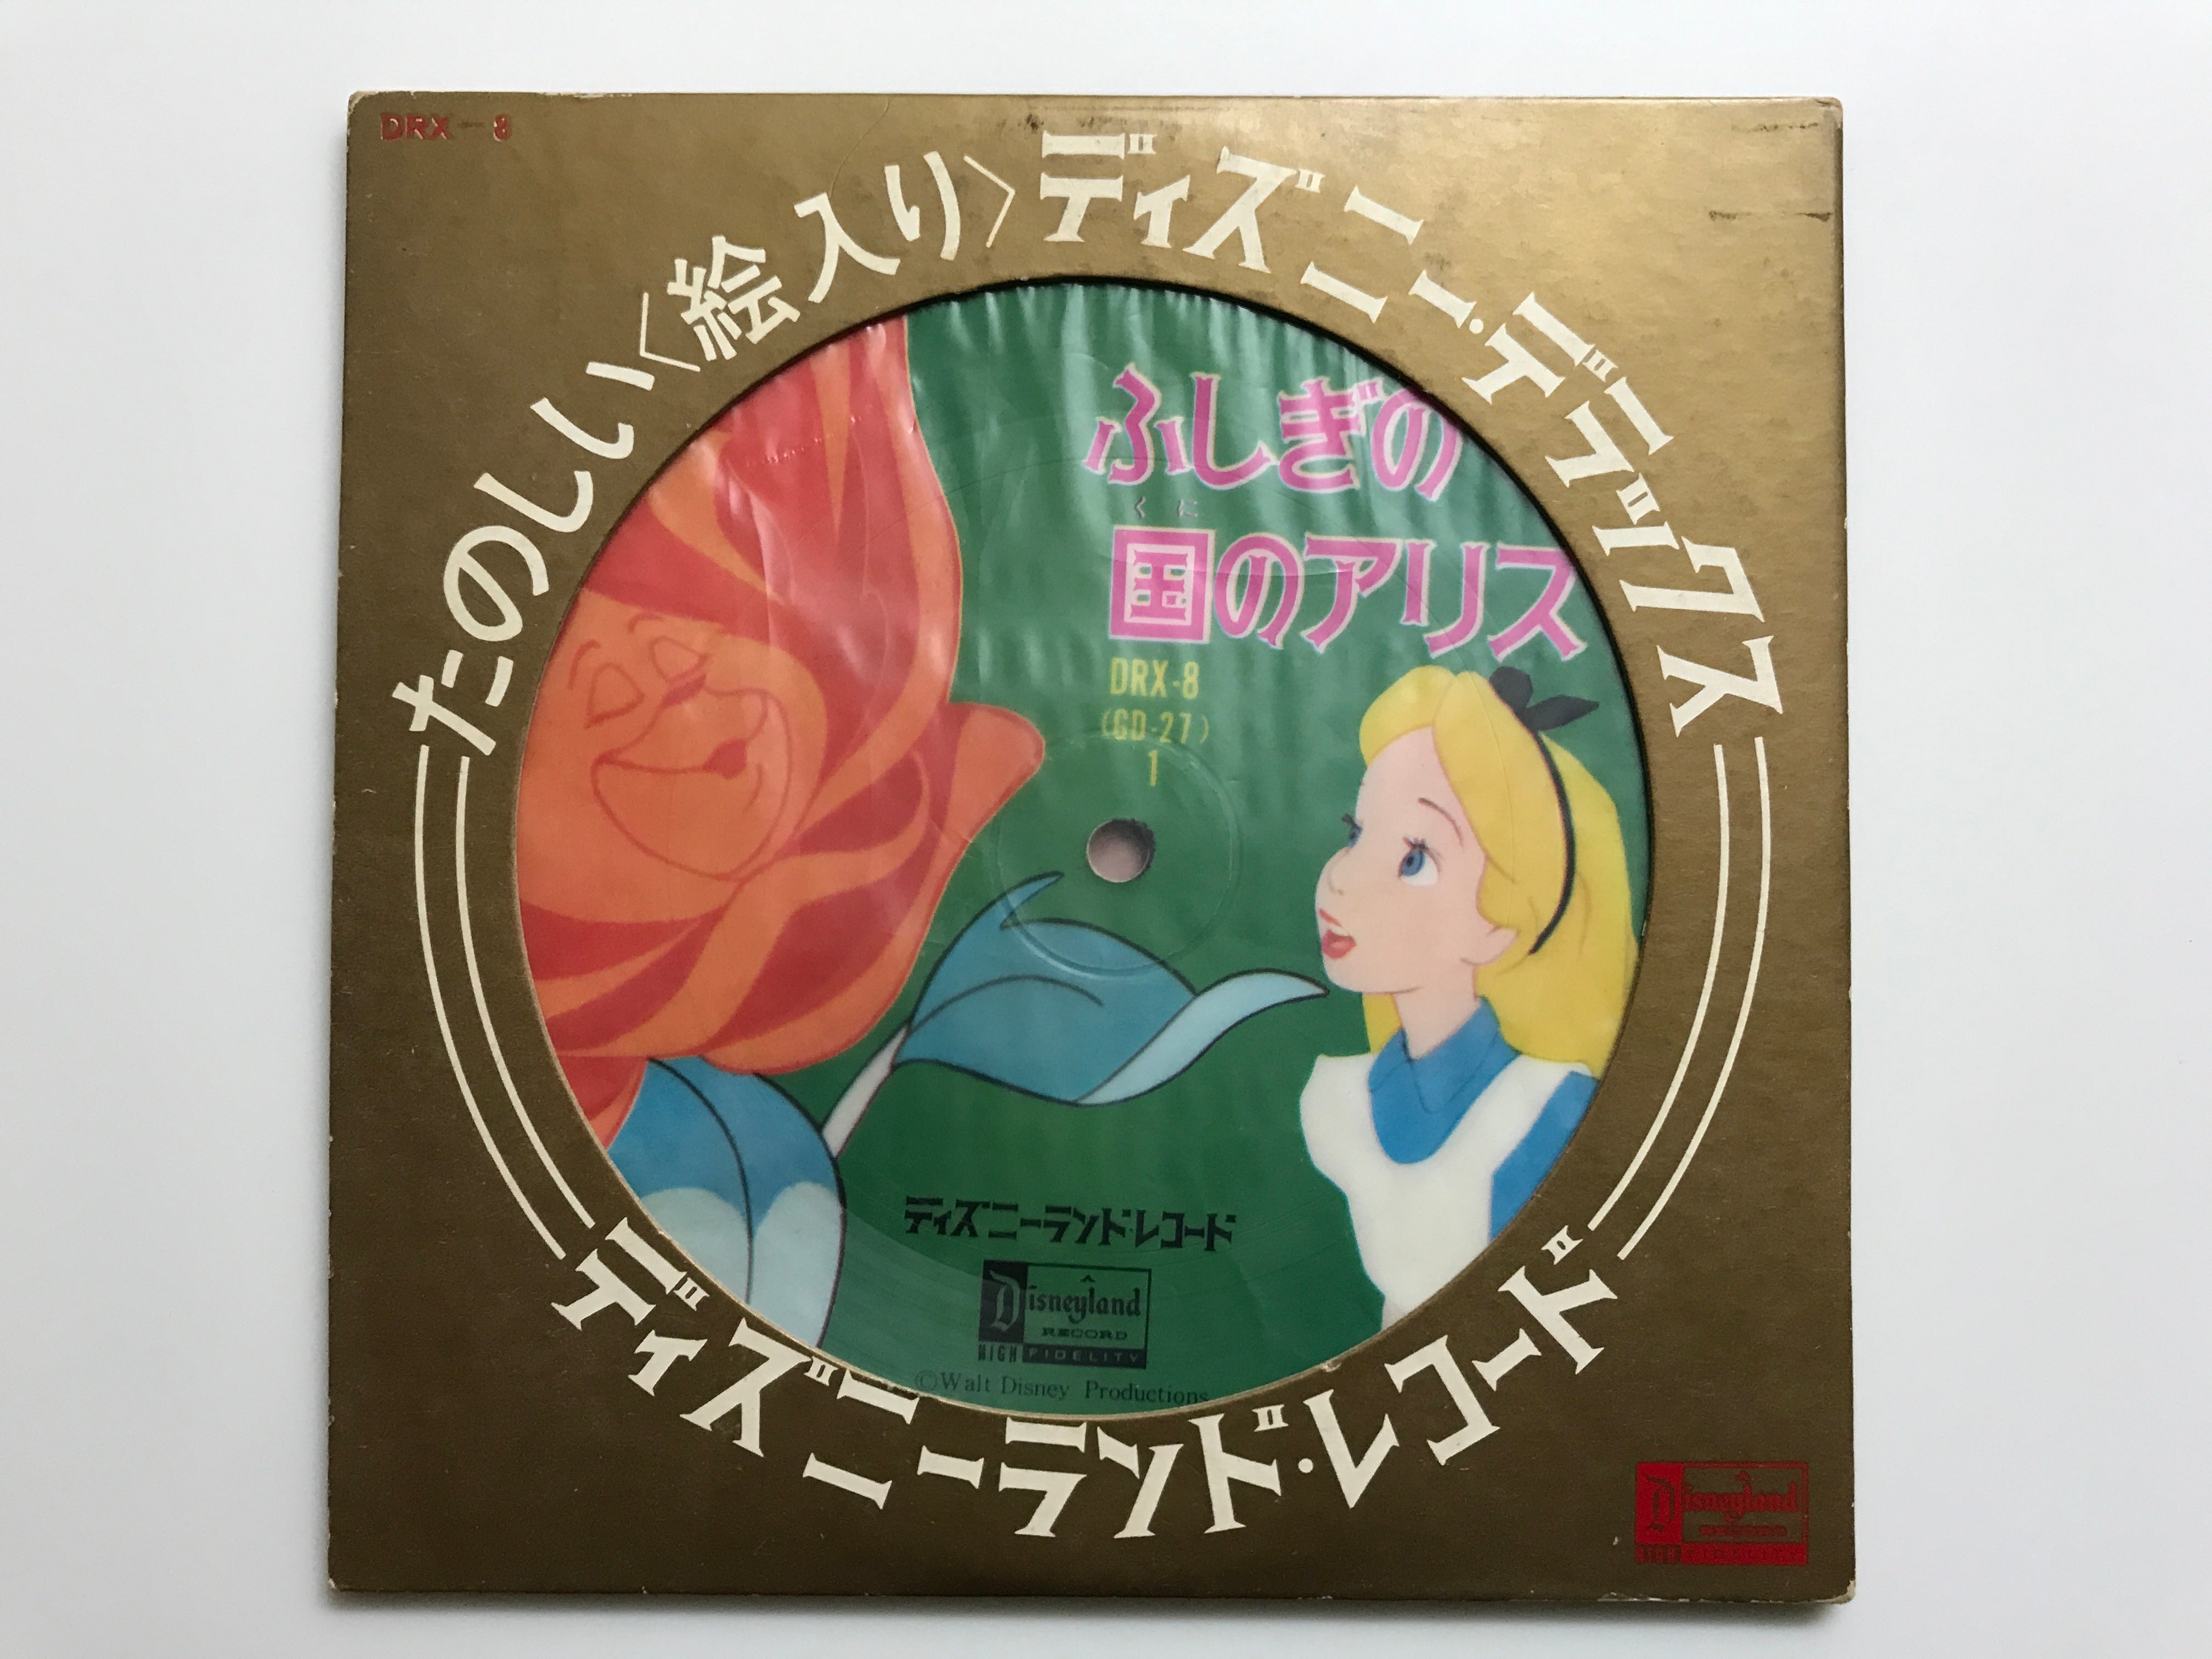 DRX-8
たのしい〈絵入り〉ディズニー・デラックス
ふしぎの
くに
国のアリス
DRX-8
(GD-27)
1
ディズニーランド・レコード
Disneyland
RECORD
HIGH FIDELITY
©Walt Disney Productions
ディズニーランド・レコード
Disneyland
RECORD
HIGH FIDELITY